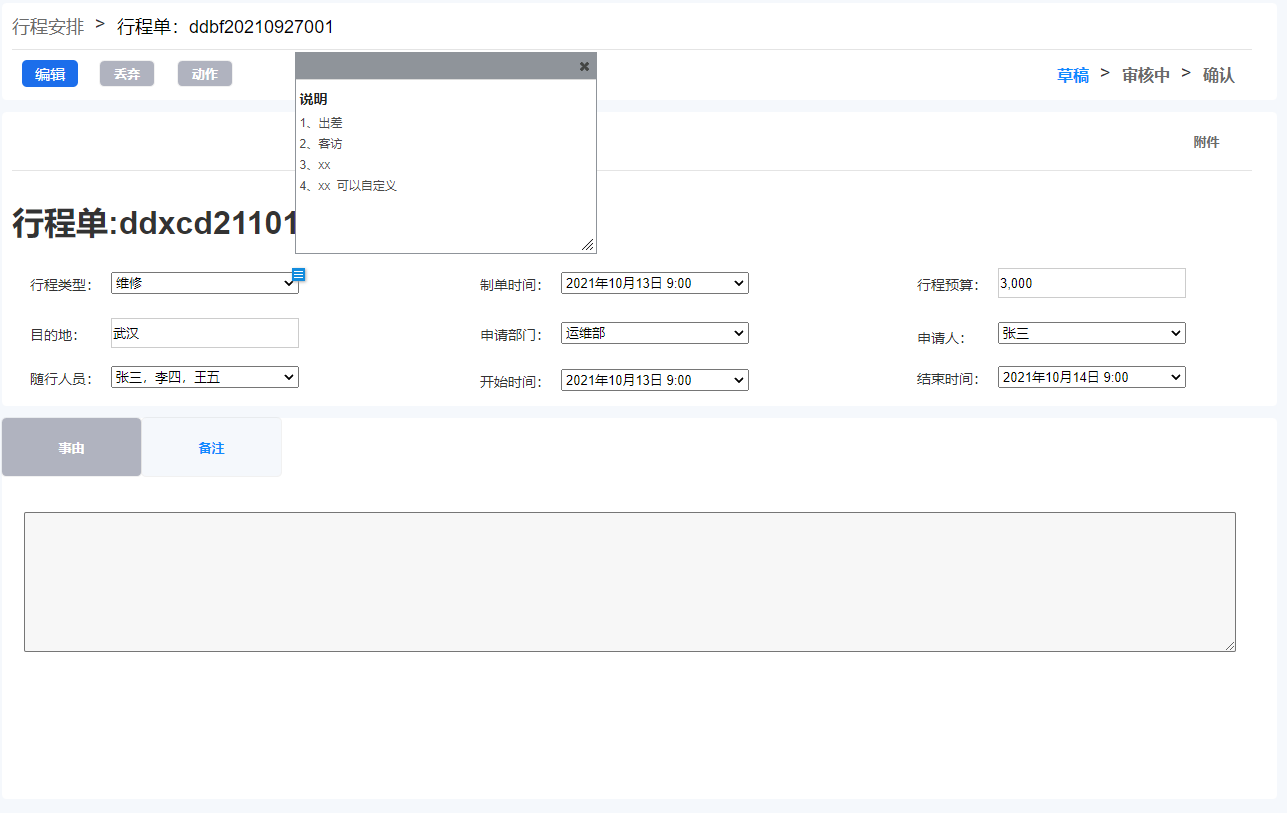 行程安排 > 行程单：ddbf20210927001
编辑 丢弃 动作
草稿 > 审核中 > 确认
说明
1、出差
2、客访
3、xx
4、xx 可以自定义
附件
行程单:ddxcd21101
行程类型： 维修 制单时间： 2021年10月13日 9:00 行程预算： 3,000
目的地： 武汉 申请部门： 运维部 申请人： 张三
随行人员： 张三，李四，王五 开始时间： 2021年10月13日 9:00 结束时间： 2021年10月14日 9:00
事由 备注